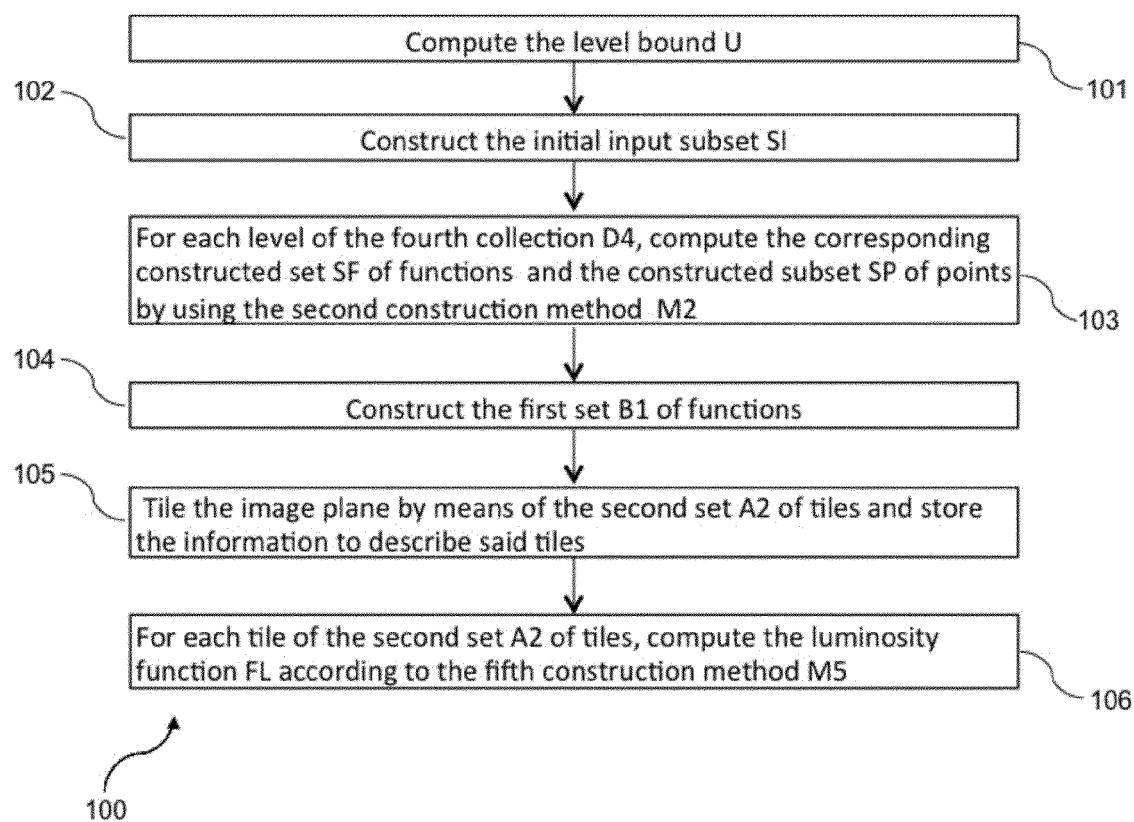 Compute the level bound U
101
102
Construct the initial input subset SI
For each level of the fourth collection D4, compute the corresponding
constructed set SF of functions and the constructed subset SP of points
by using the second construction method M2
103
104
Construct the first set B1 of functions
105
Tile the image plane by means of the second set A2 of tiles and store
the information to describe said tiles
For each tile of the second set A2 of tiles, compute the luminosity
function FL according to the fifth construction method M5
106
100